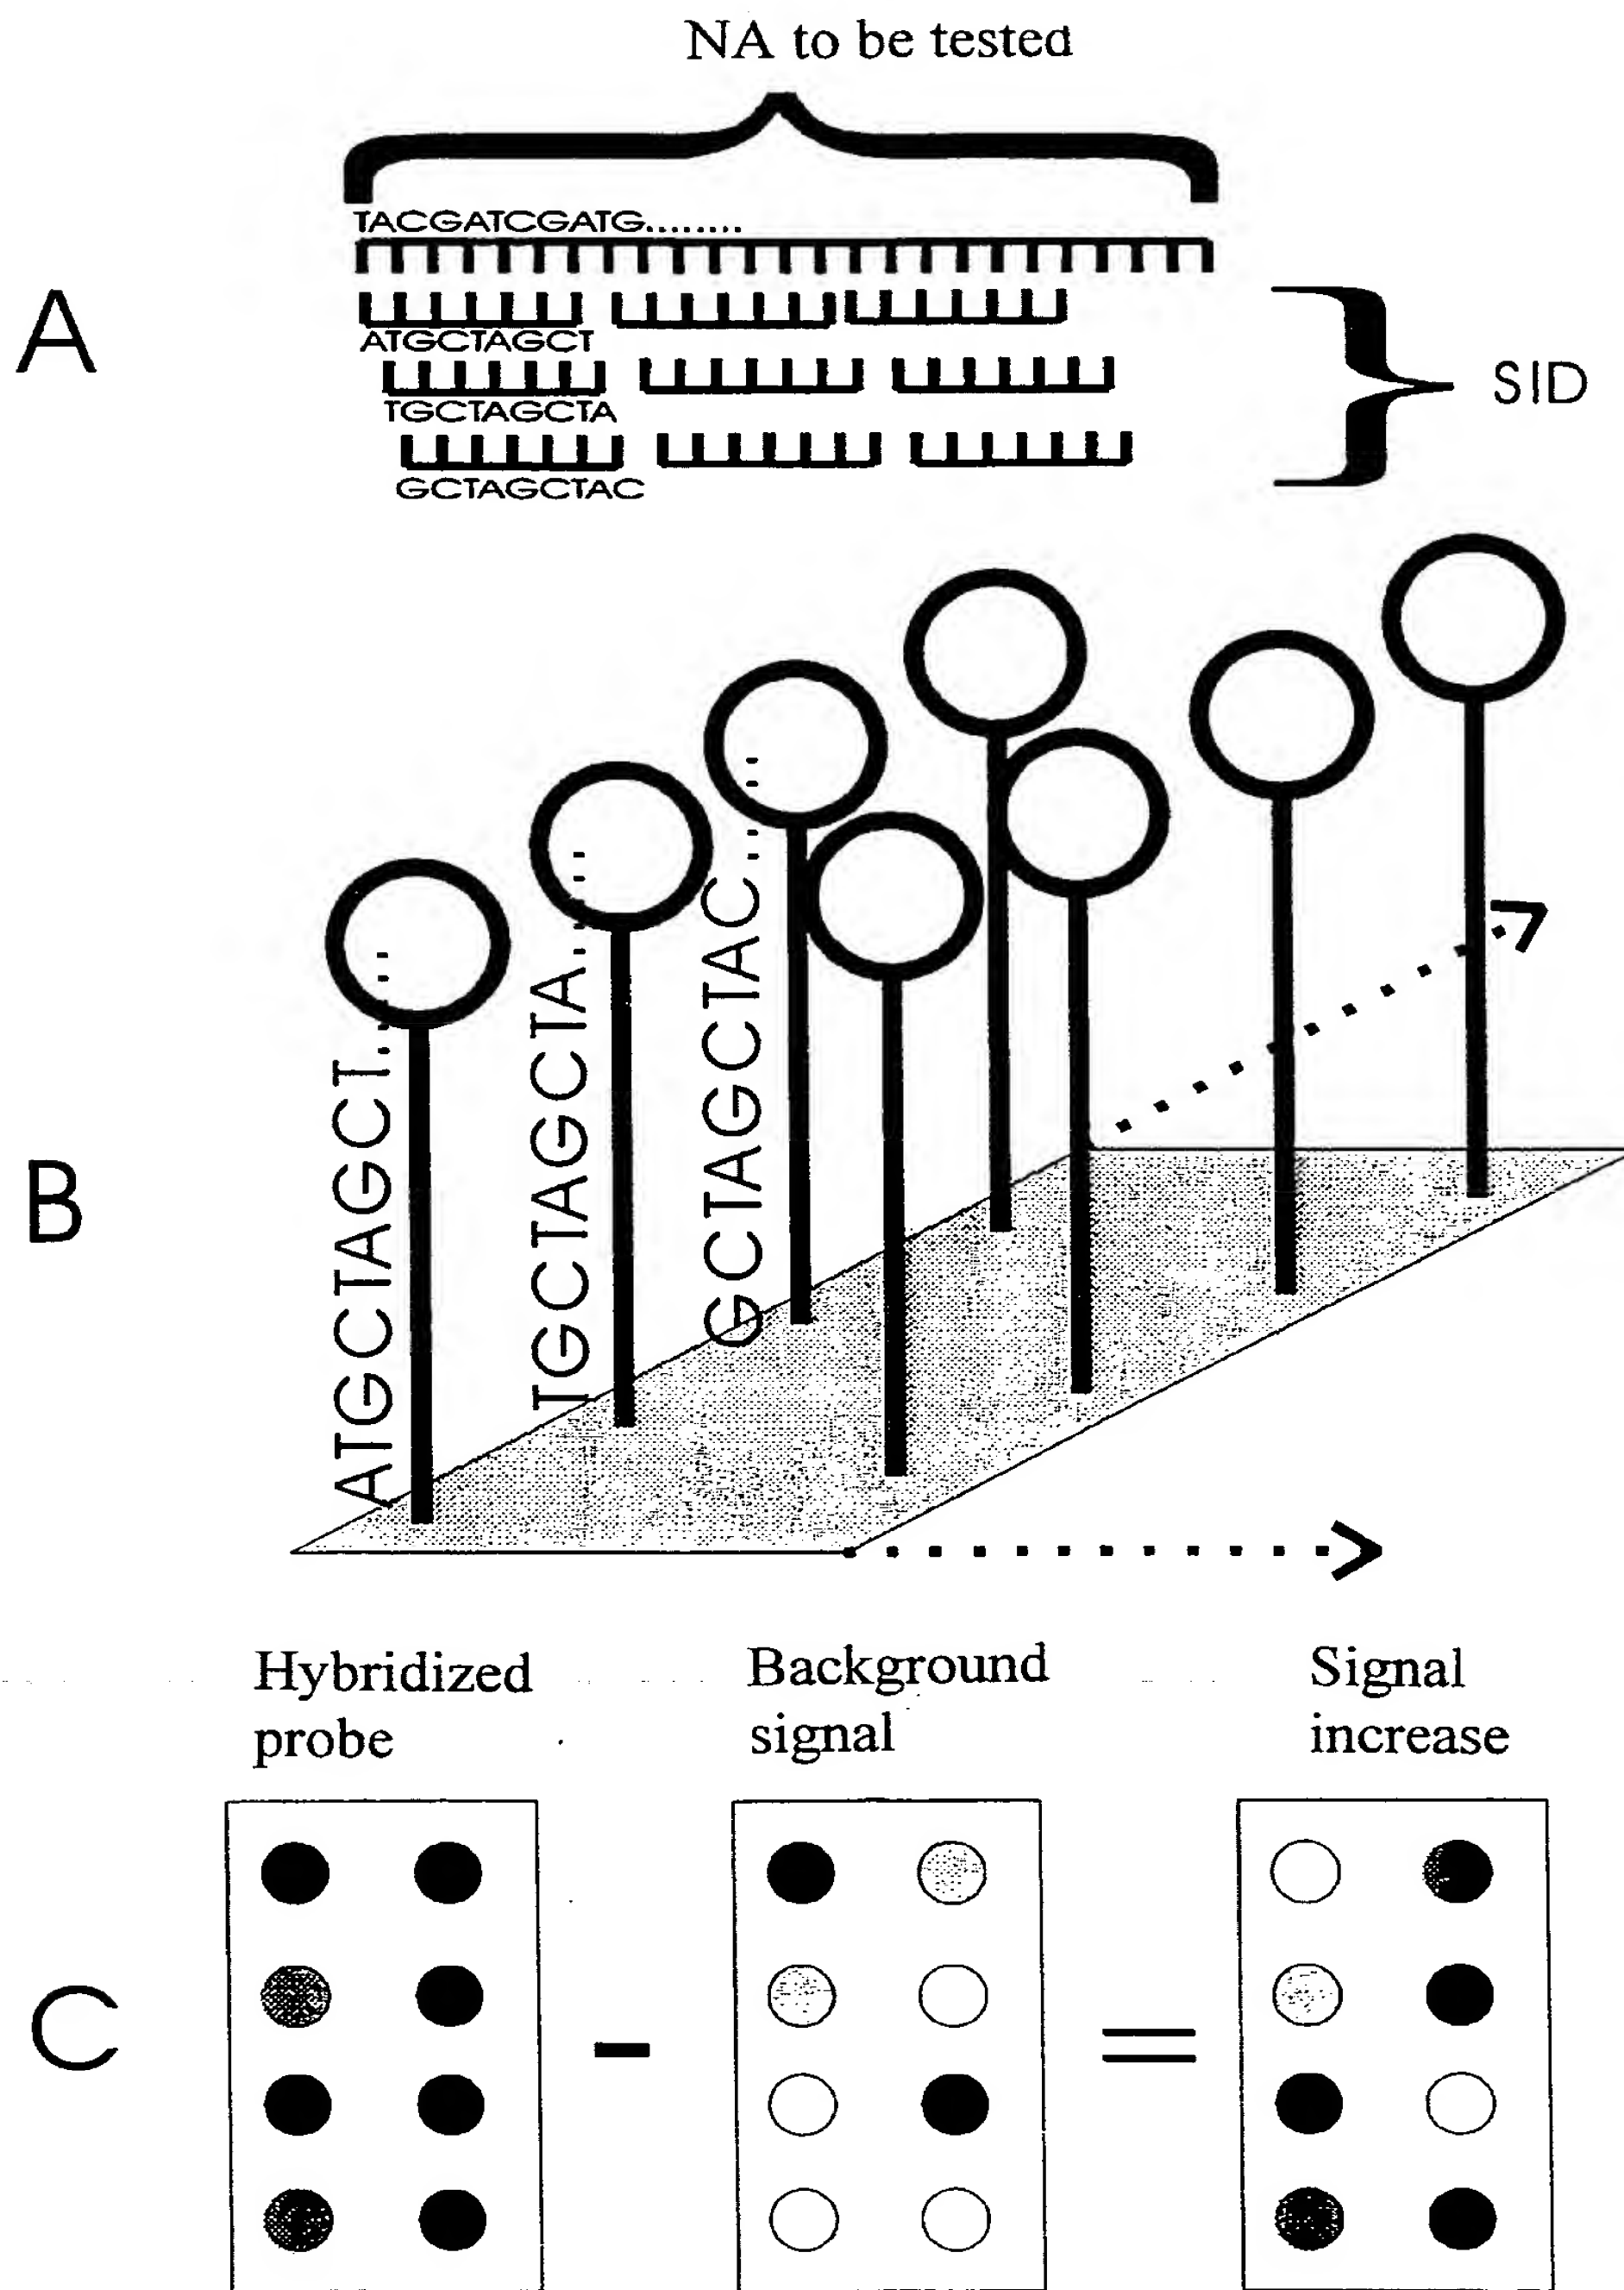 NA to be tested
TACGATCGATG........
A
ATGCTAGCT
TGCTAGCTA
GCTAGCTAC
SID
B
ATGCTAGCT......
TGCTAGCTA......
GCTAGCTAC......
Hybridized
probe
Background
signal
Signal
increase
C
-
=